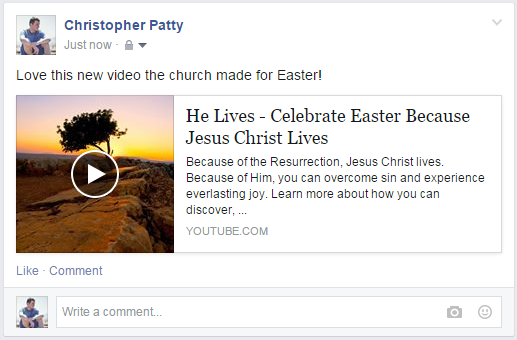 Christopher Patty
Just now ·
Love this new video the church made for Easter!
He Lives - Celebrate Easter Because
Jesus Christ Lives
Because of the Resurrection, Jesus Christ lives.
Because of Him, you can overcome sin and experience
everlasting joy. Learn more about how you can
discover, ...
YOUTUBE.COM
Like · Comment
Write a comment...